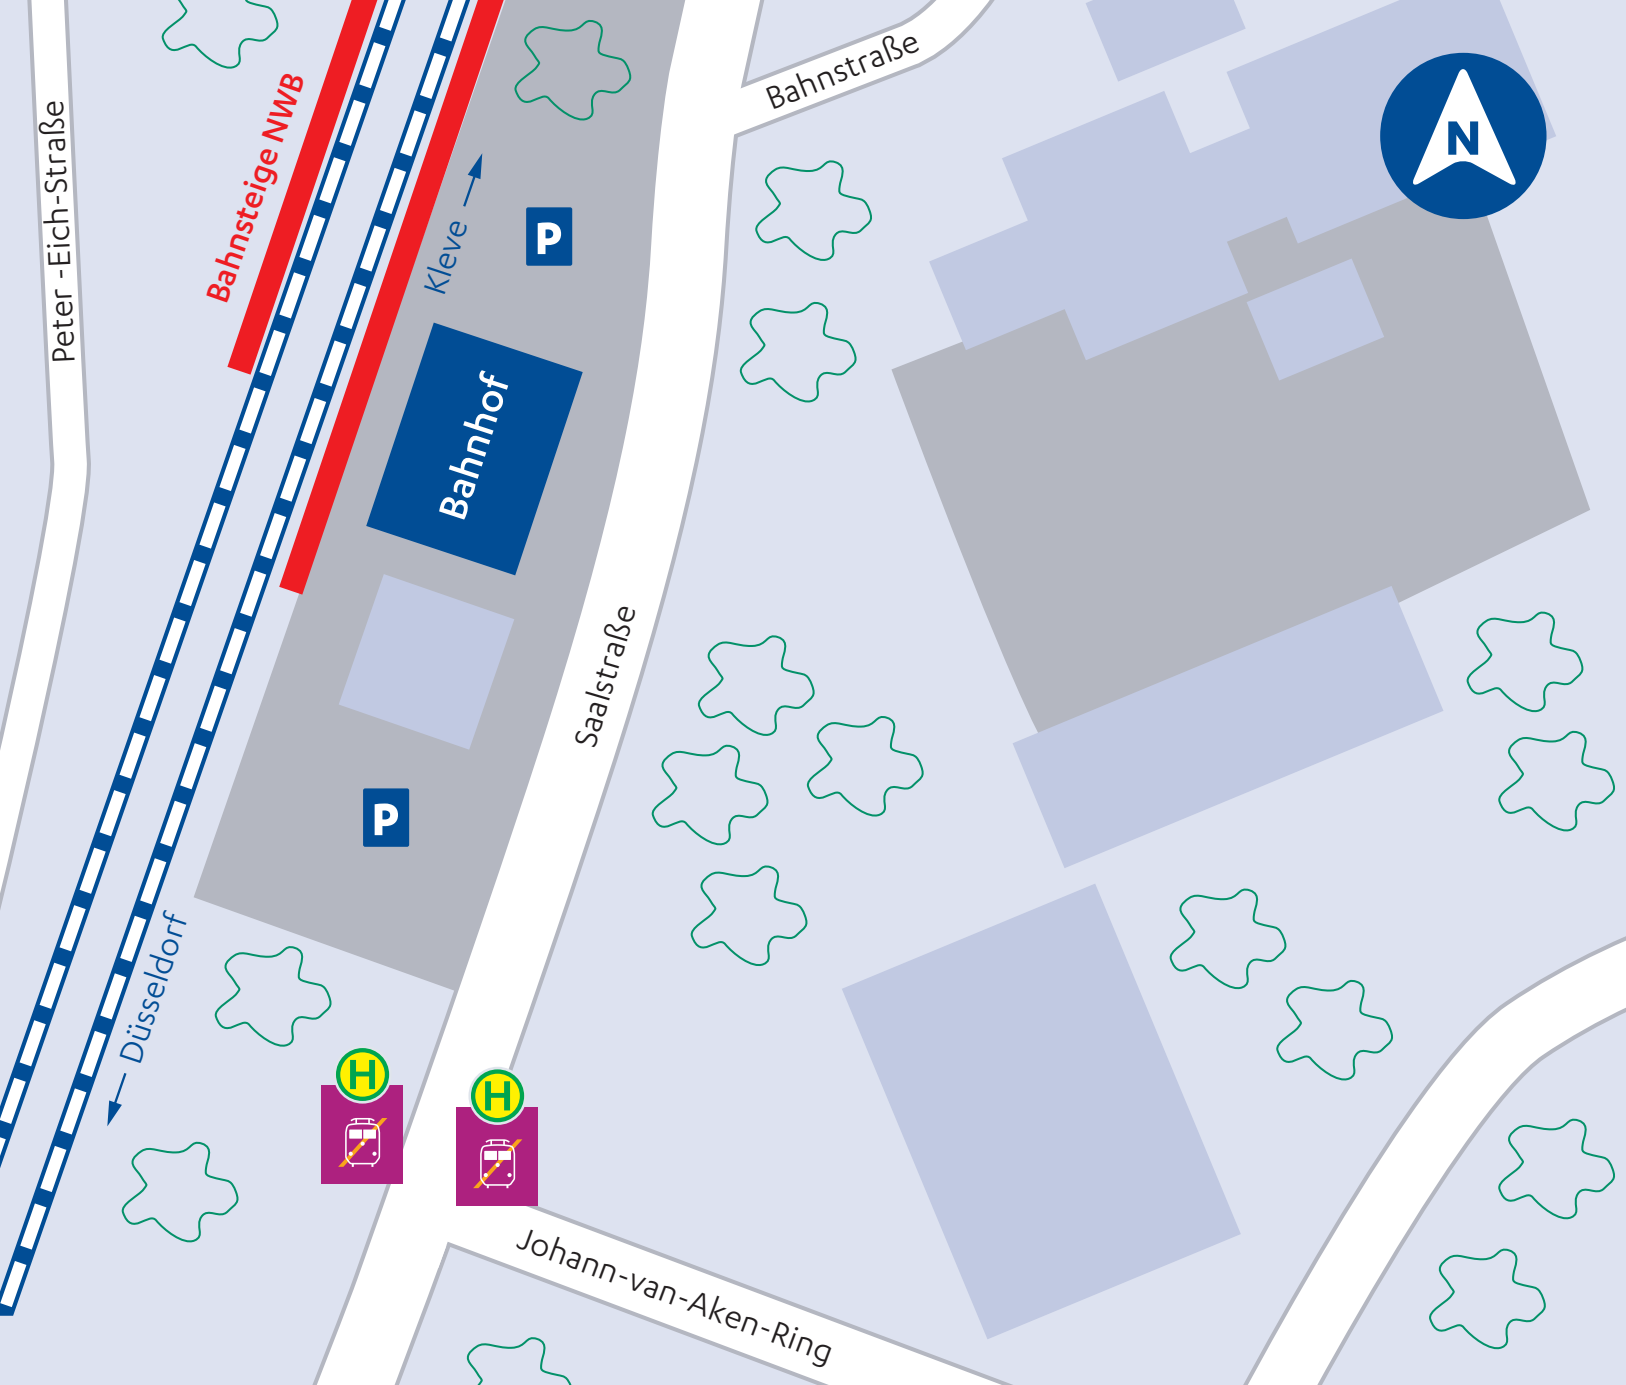 Bahnstraße
Peter -Eich-Straße
Bahnsteige NWB
N
Kleve
P
Bahnhof
Saalstraße
P
Düsseldorf
H
H
Johann-van-Aken-Ring